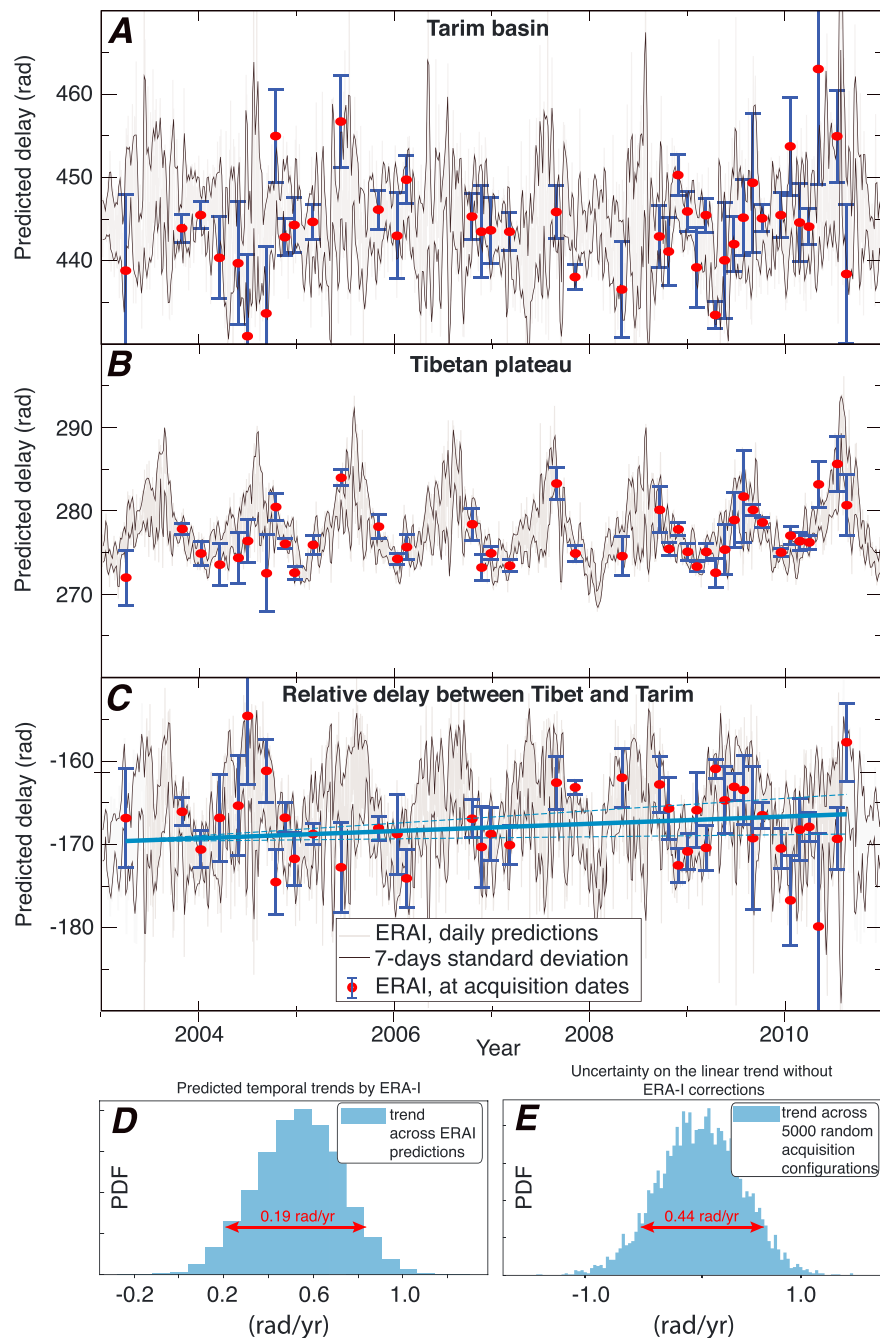 A
Tarim basin
Predicted delay (rad)
460
450
440
B
Tibetan plateau
Predicted delay (rad)
290
280
270
C
Relative delay between Tibet and Tarim
Predicted delay (rad)
-160
-170
-180
ERAI, daily predictions
7-days standard deviation
ERAI, at acquisition dates
2004
2006
2008
2010
Year
Predicted temporal trends by ERA-I
D
trend
across ERAI
predictions
PDF
0.19 rad/yr
-0.2
0.2
0.6
1.0
(rad/yr)
Uncertainty on the linear trend without
ERA-I corrections
E
trend across
5000 random
acquisition
configurations
PDF
0.44 rad/yr
-1.0
1.0
(rad/yr)